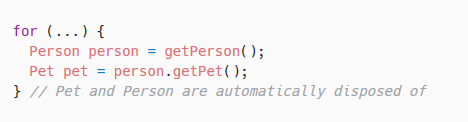 for (...) {
  Person person = getPerson();
  Pet pet = person.getPet();
} // Pet and Person are automatically disposed of